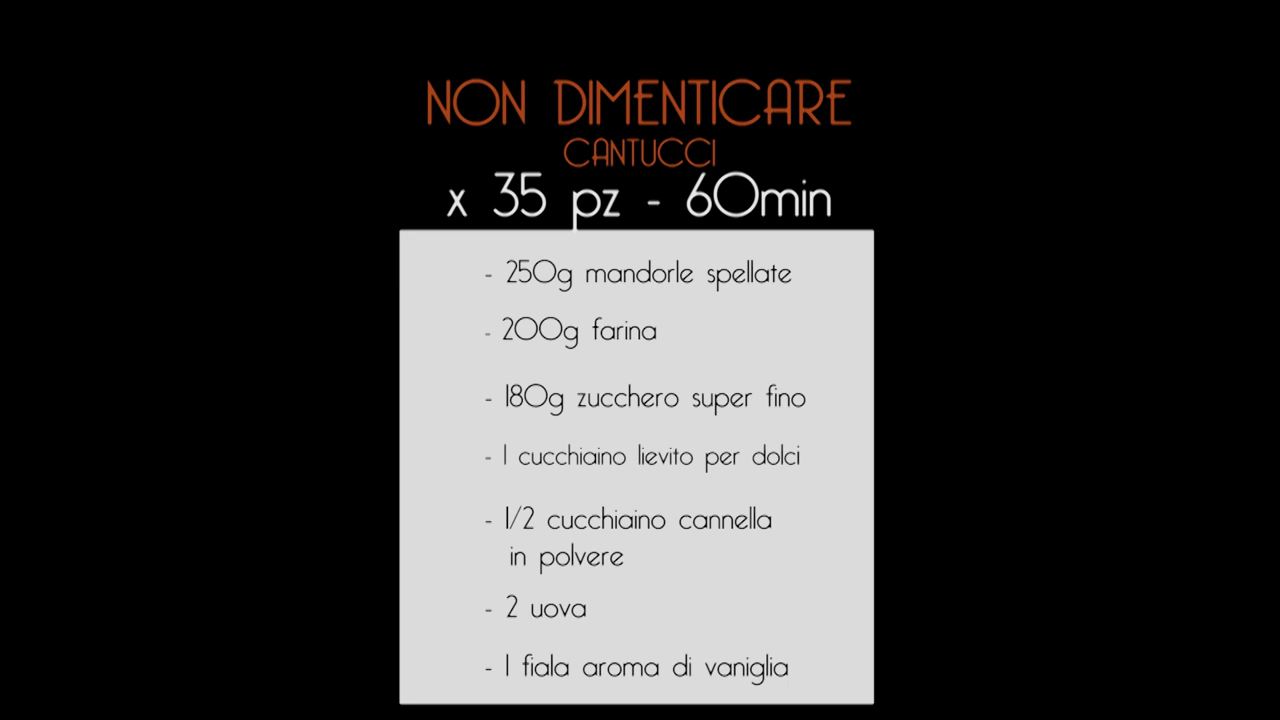 NON DIMENTICARE
CANTUCCI
x 35 pz - 60min
- 250g mandorle spellate
- 200g farina
- 180g zucchero super fino
- 1 cucchiaino lievito per dolci
- 1/2 cucchiaino cannella
in polvere
- 2 uova
- 1 fiala aroma di vaniglia